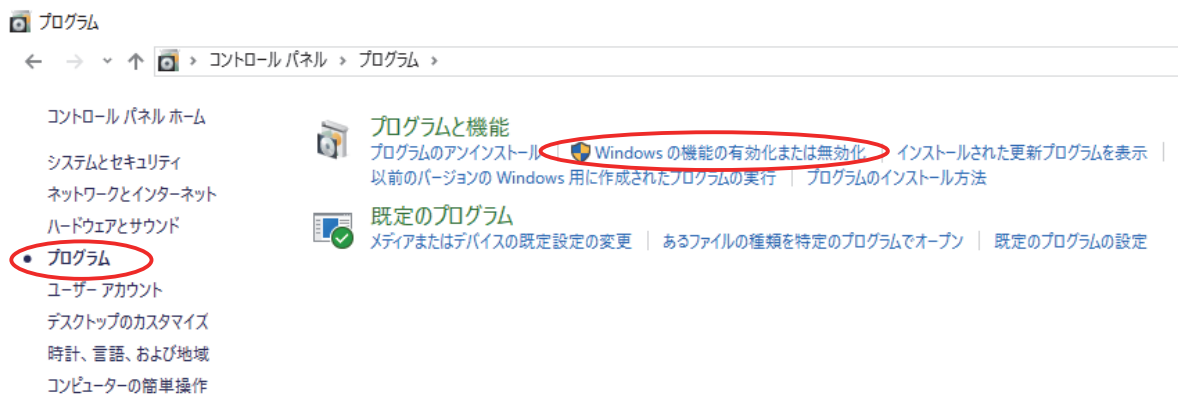 プログラム
コントロール パネル › プログラム ›
コントロール パネル ホーム
システムとセキュリティ
ネットワークとインターネット
ハードウェアとサウンド
プログラム
ユーザー アカウント
デスクトップのカスタマイズ
時計、言語、および地域
コンピューターの簡単操作
プログラムと機能
プログラムのアンインストール | Windows の機能の有効化または無効化 | インストールされた更新プログラムを表示 |
以前のバージョンの Windows 用に作成されたプログラムの実行 | プログラムのインストール方法
既定のプログラム
メディアまたはデバイスの既定設定の変更 | あるファイルの種類を特定のプログラムでオープン | 既定のプログラムの設定